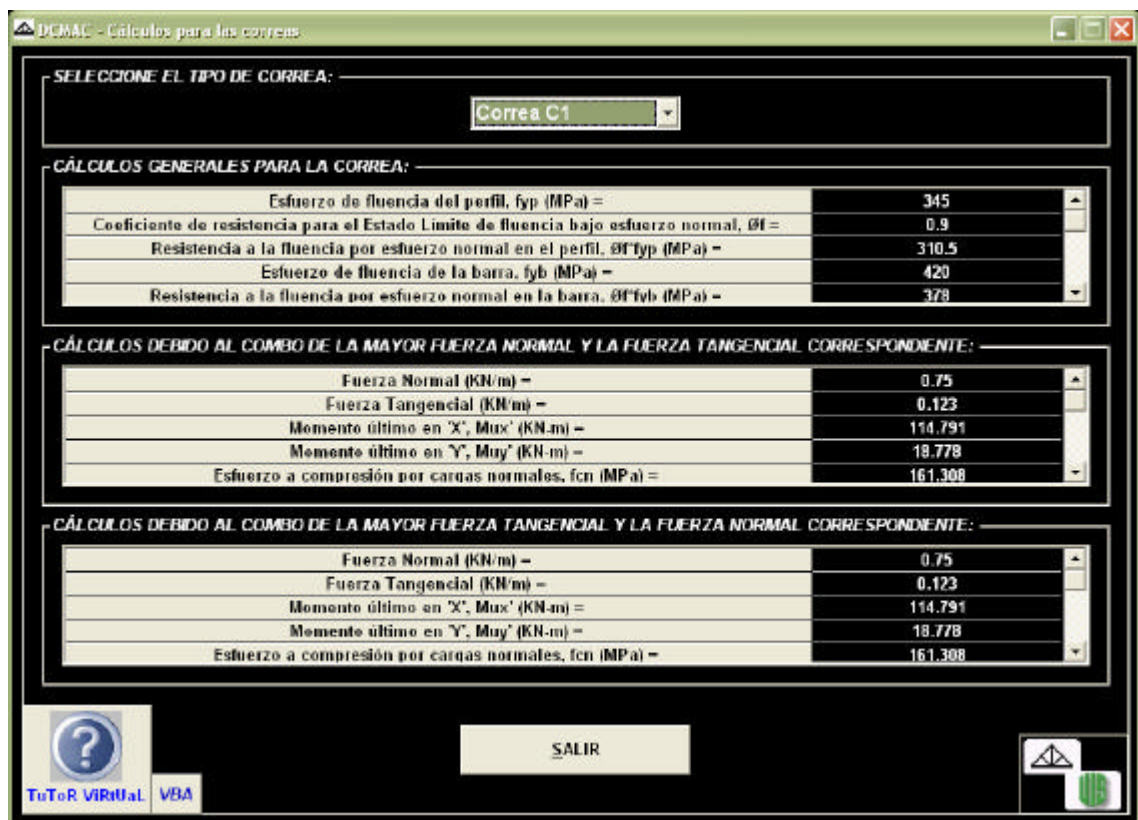 DCMAC - Cálculos para las correas
SELECCIONE EL TIPO DE CORREA:
Correa C1
CÁLCULOS GENERALES PARA LA CORREA:
Esfuerzo de fluencia del perfil, fyp (MPa) = 345
Coeficiente de resistencia para el Estado Límite de fluencia bajo esfuerzo normal, Øf = 0.9
Resistencia a la fluencia por esfuerzo normal en el perfil, Øf*fyp (MPa) = 310.5
Esfuerzo de fluencia de la barra, fyb (MPa) = 420
Resistencia a la fluencia por esfuerzo normal en la barra, Øf*fyb (MPa) = 378
CÁLCULOS DEBIDO AL COMBO DE LA MAYOR FUERZA NORMAL Y LA FUERZA TANGENCIAL CORRESPONDIENTE:
Fuerza Normal (KN/m) = 0.75
Fuerza Tangencial (KN/m) = 0.123
Momento último en 'X', Mux' (KN-m) = 114.791
Momento último en 'Y', Muy' (KN-m) = 18.778
Esfuerzo a compresión por cargas normales, fcn (MPa) = 161.308
CÁLCULOS DEBIDO AL COMBO DE LA MAYOR FUERZA TANGENCIAL Y LA FUERZA NORMAL CORRESPONDIENTE:
Fuerza Normal (KN/m) = 0.75
Fuerza Tangencial (KN/m) = 0.123
Momento último en 'X', Mux' (KN-m) = 114.791
Momento último en 'Y', Muy' (KN-m) = 18.778
Esfuerzo a compresión por cargas normales, fcn (MPa) = 161.308
SALIR
TuToR ViRtUaL
VBA